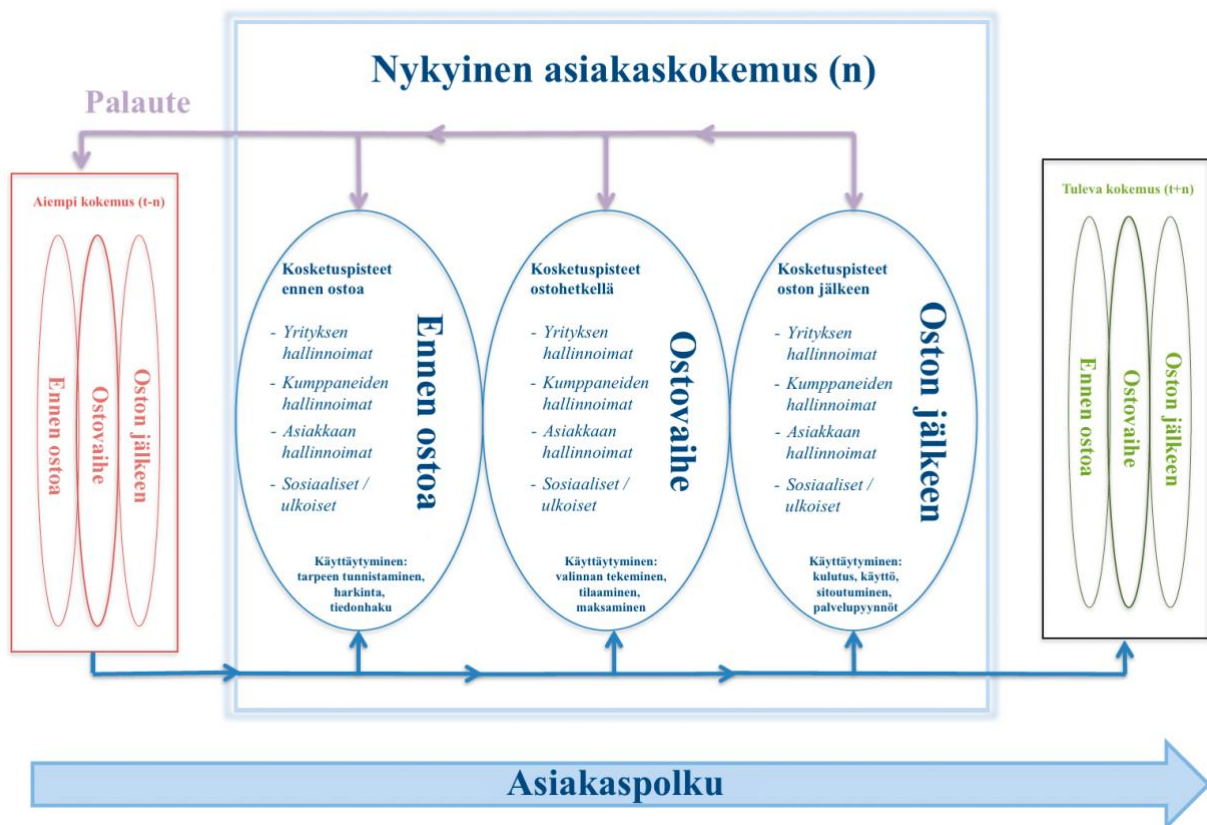 Nykyinen asiakaskokemus (n)
Palaute
Aiempi kokemus (t-n)
Ennen ostoa
Ostovaihe
Oston jälkeen
Kosketuspisteet
ennen ostoa
- Yrityksen
hallinnoimat
- Kumppaneiden
hallinnoimat
- Asiakkaan
hallinnoimat
- Sosiaaliset /
ulkoiset
Ennen ostoa
Käyttäytyminen:
tarpeen tunnistaminen,
harkinta,
tiedonhaku
Kosketuspisteet
ostohetkellä
- Yrityksen
hallinnoimat
- Kumppaneiden
hallinnoimat
- Asiakkaan
hallinnoimat
- Sosiaaliset /
ulkoiset
Ostovaihe
Käyttäytyminen:
valinnan tekeminen,
tilaaminen,
maksaminen
Kosketuspisteet
oston jälkeen
- Yrityksen
hallinnoimat
- Kumppaneiden
hallinnoimat
- Asiakkaan
hallinnoimat
- Sosiaaliset /
ulkoiset
Oston jälkeen
Käyttäytyminen:
kulutus, käyttö,
sitoutuminen,
palvelupyynnöt
Tuleva kokemus (t+n)
Ennen ostoa
Ostovaihe
Oston jälkeen
Asiakaspolku